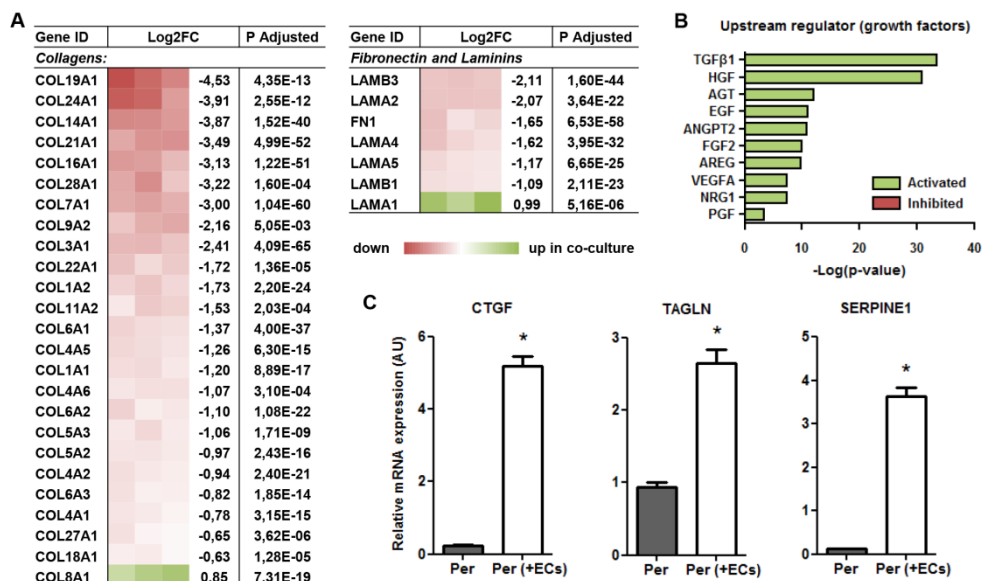 A
Gene ID Log2FC P Adjusted
Collagens:
COL19A1 -4,53 4,35E-13
COL24A1 -3,91 2,55E-12
COL14A1 -3,87 1,52E-40
COL21A1 -3,49 4,99E-52
COL16A1 -3,13 1,22E-51
COL28A1 -3,22 1,60E-04
COL7A1 -3,00 1,04E-60
COL9A2 -2,16 5,05E-03
COL3A1 -2,41 4,09E-65
COL22A1 -1,72 1,36E-05
COL1A2 -1,73 2,20E-24
COL11A2 -1,53 2,03E-04
COL6A1 -1,37 4,00E-37
COL4A5 -1,26 6,30E-15
COL1A1 -1,20 8,89E-17
COL4A6 -1,07 3,10E-04
COL6A2 -1,10 1,08E-22
COL5A3 -1,06 1,71E-09
COL5A2 -0,97 2,43E-16
COL4A2 -0,94 2,40E-21
COL6A3 -0,82 1,85E-14
COL4A1 -0,78 3,15E-15
COL27A1 -0,65 3,62E-06
COL18A1 -0,63 1,28E-05
COL8A1 0,85 7,31E-19
Gene ID Log2FC P Adjusted
Fibronectin and Laminins
LAMB3 -2,11 1,60E-44
LAMA2 -2,07 3,64E-22
FN1 -1,65 6,53E-58
LAMA4 -1,62 3,95E-32
LAMA5 -1,17 6,65E-25
LAMB1 -1,09 2,11E-23
LAMA1 0,99 5,16E-06
down up in co-culture
B
Upstream regulator (growth factors)
TGFβ1
HGF
AGT
EGF
ANGPT2
FGF2
AREG
VEGFA
NRG1
PGF
Activated
Inhibited
0 10 20 30 40
-Log(p-value)
C
CTGF
Relative mRNA expression (AU)
6
4
2
0
*
Per Per (+ECs)
TAGLN
3
2
1
0
*
Per Per (+ECs)
SERPINE1
5
4
3
2
1
0
*
Per Per (+ECs)